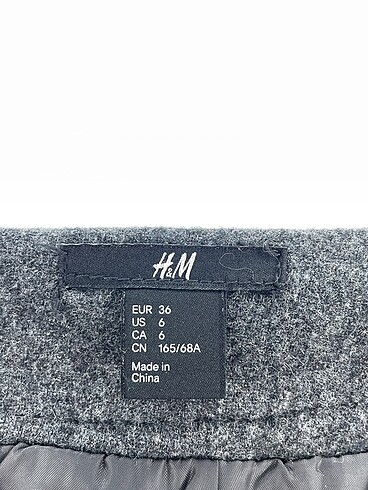 H&M
EUR 36
US 6
CA 6
CN 165/68A
Made in
China